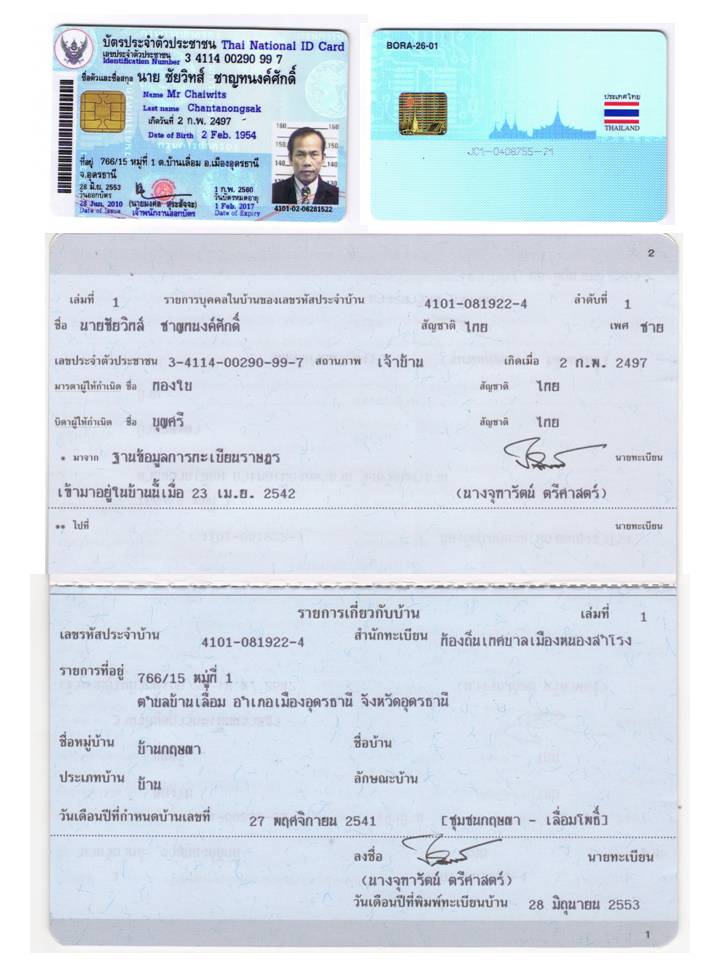 บัตรประจำตัวประชาชน Thai National ID Card
เลขประจำตัวประชาชน
Identification Number 3 4114 00290 99 7
ชื่อตัวและชื่อสกุล นาย ชัยวิทส์ ชาญทนงค์ศักดิ์
Name Mr Chaiwits
Last name Chantanongsak
เกิดวันที่ 2 ก.พ. 2497
Date of Birth 2 Feb. 1954
ที่อยู่ 766/15 หมู่ที่ 1 ต.บ้านเลื่อม อ.เมืองอุดรธานี
จ.อุดรธานี
28 มิ.ย. 2553
วันออกบัตร
28 Jun. 2010
Date of Issue
เจ้าพนักงานออกบัตร
1 ก.พ. 2560
วันบัตรหมดอายุ
1 Feb. 2017
Date of Expiry
4101-02-06281522
BORA-26-01
ประเทศไทย
THAILAND
JC1-0408755-71
2
เล่มที่ 1 รายการบุคคลในบ้านของเลขรหัสประจำบ้าน 4101-081922-4 ลำดับที่ 1
ชื่อ นายชัยวิทส์ ชาญทนงค์ศักดิ์ สัญชาติ ไทย เพศ ชาย
เลขประจำตัวประชาชน 3-4114-00290-99-7 สถานภาพ เจ้าบ้าน เกิดเมื่อ 2 ก.พ. 2497
มารดาผู้ให้กำเนิด ชื่อ ทองใบ สัญชาติ ไทย
บิดาผู้ให้กำเนิด ชื่อ บุญศรี สัญชาติ ไทย
* มาจาก ฐานข้อมูลการทะเบียนราษฎร นายทะเบียน
เข้ามาอยู่ในบ้านนี้เมื่อ 23 เม.ย. 2542 (นางจุฑารัตน์ ตรีศาสตร์)
** ไปที่ นายทะเบียน
รายการเกี่ยวกับบ้าน เล่มที่ 1
เลขรหัสประจำบ้าน 4101-081922-4 สำนักทะเบียน ท้องถิ่นเทศบาลเมืองหนองสำโรง
รายการที่อยู่ 766/15 หมู่ที่ 1
ตำบลบ้านเลื่อม อำเภอเมืองอุดรธานี จังหวัดอุดรธานี
ชื่อหมู่บ้าน บ้านกฤษณา ชื่อบ้าน
ประเภทบ้าน บ้าน ลักษณะบ้าน
วันเดือนปีที่กำหนดบ้านเลขที่ 27 พฤศจิกายน 2541 [ชุมชนกฤษณา - เลื่อมโพธิ์]
ลงชื่อ นายทะเบียน
(นางจุฑารัตน์ ตรีศาสตร์)
วันเดือนปีที่พิมพ์ทะเบียนบ้าน 28 มิถุนายน 2553
1